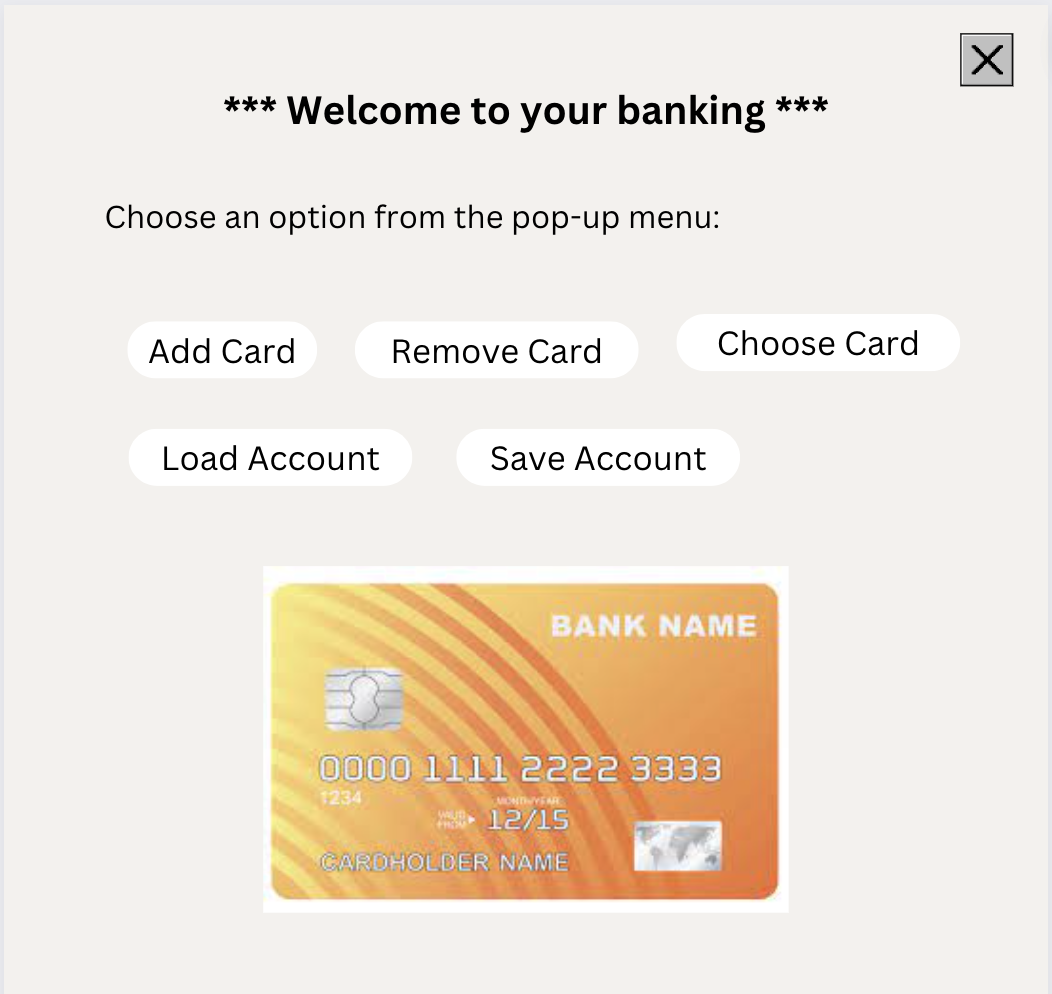 *** Welcome to your banking ***
Choose an option from the pop-up menu:
Add Card Remove Card Choose Card
Load Account Save Account
BANK NAME
0000 1111 2222 3333
1234
MONTH/YEAR
VALID FROM 12/15
CARDHOLDER NAME